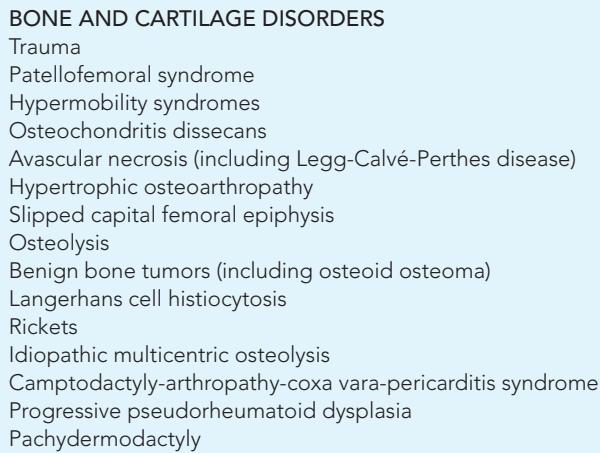 BONE AND CARTILAGE DISORDERS
Trauma
Patellofemoral syndrome
Hypermobility syndromes
Osteochondritis dissecans
Avascular necrosis (including Legg-Calvé-Perthes disease)
Hypertrophic osteoarthropathy
Slipped capital femoral epiphysis
Osteolysis
Benign bone tumors (including osteoid osteoma)
Langerhans cell histiocytosis
Rickets
Idiopathic multicentric osteolysis
Camptodactyly-arthropathy-coxa vara-pericarditis syndrome
Progressive pseudorheumatoid dysplasia
Pachydermodactyly